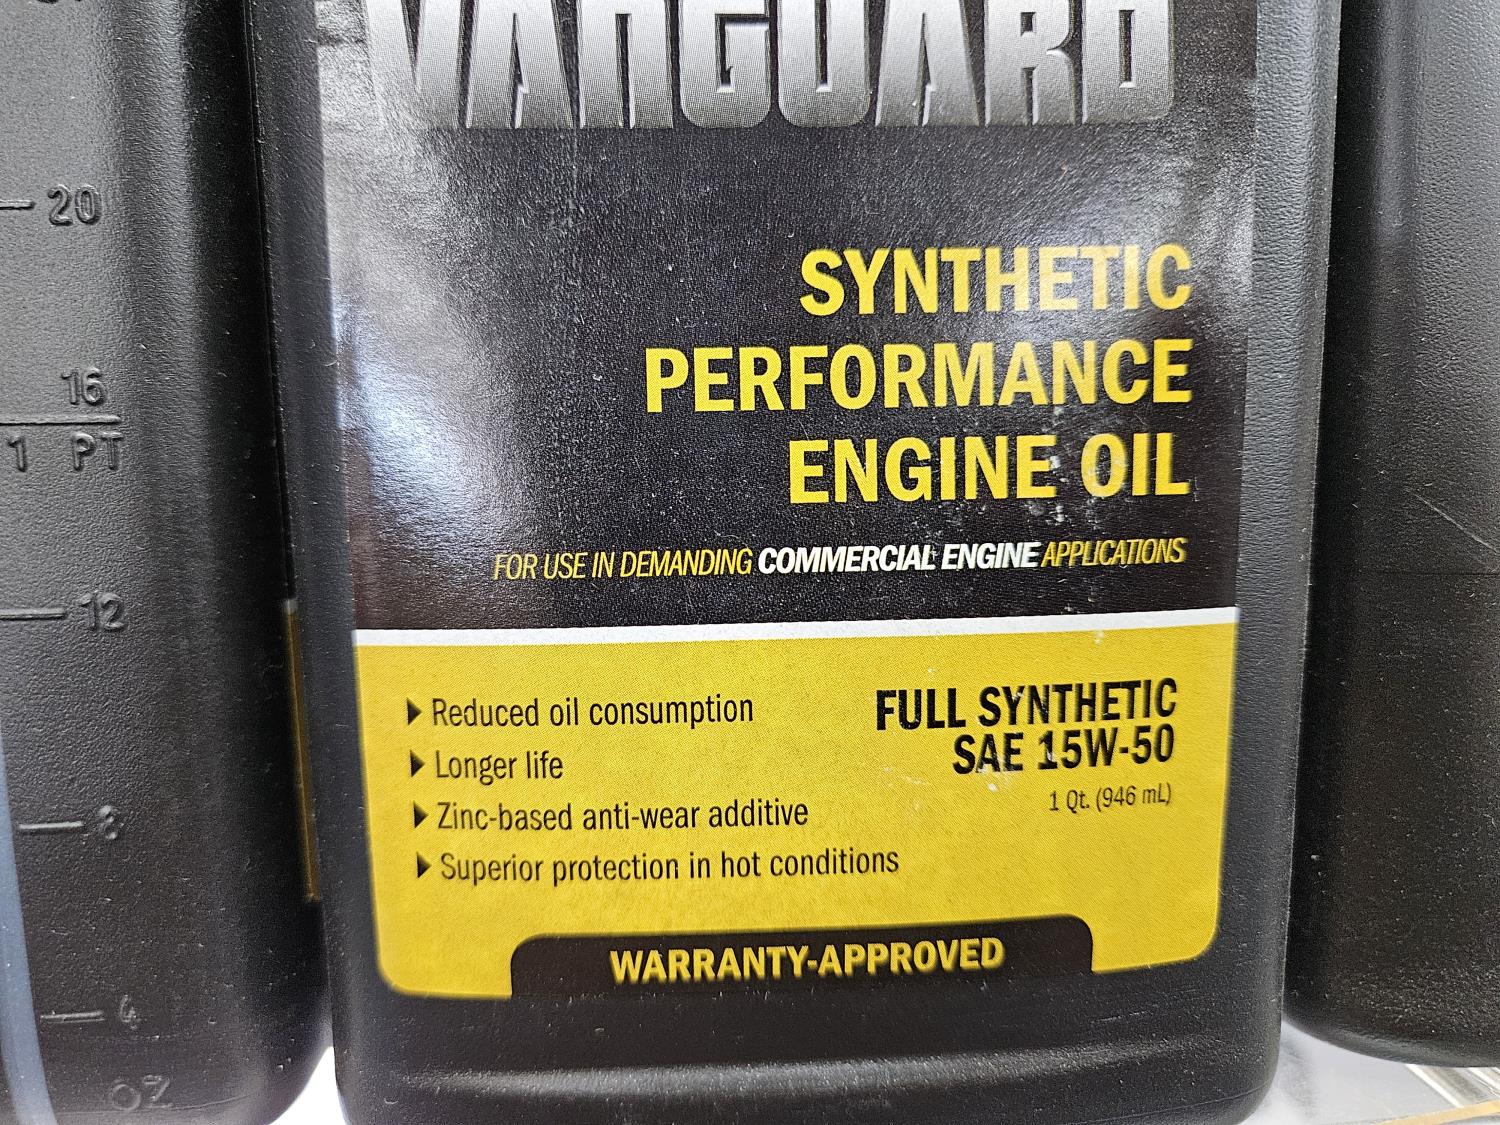 VANGUARD
SYNTHETIC
PERFORMANCE
ENGINE OIL
FOR USE IN DEMANDING COMMERCIAL ENGINE APPLICATIONS
▶ Reduced oil consumption
▶ Longer life
▶ Zinc-based anti-wear additive
▶ Superior protection in hot conditions
FULL SYNTHETIC
SAE 15W-50
1 Qt. (946 mL)
WARRANTY-APPROVED
20
16
1 PT
12
8
4
OZ